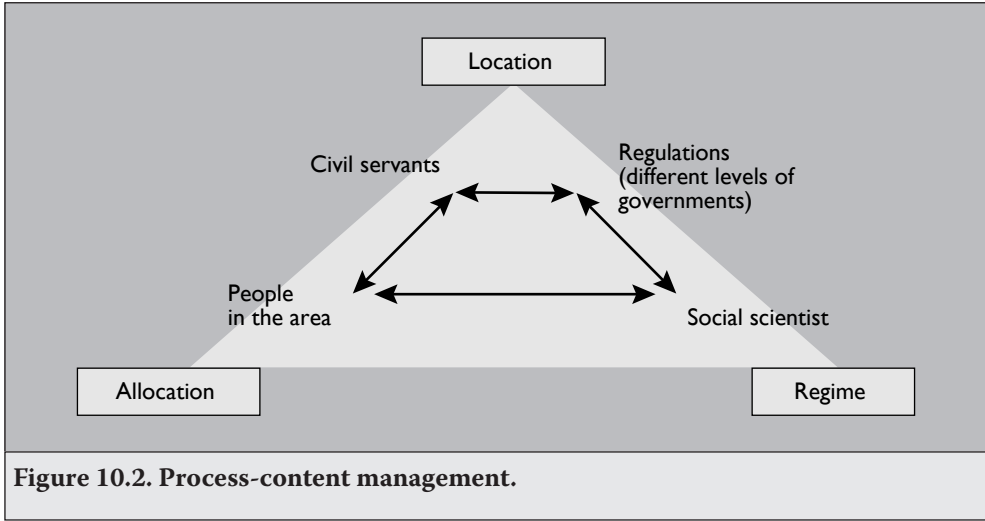 Location
Civil servants
Regulations
(different levels of
governments)
People
in the area
Social scientist
Allocation
Regime
Figure 10.2. Process-content management.